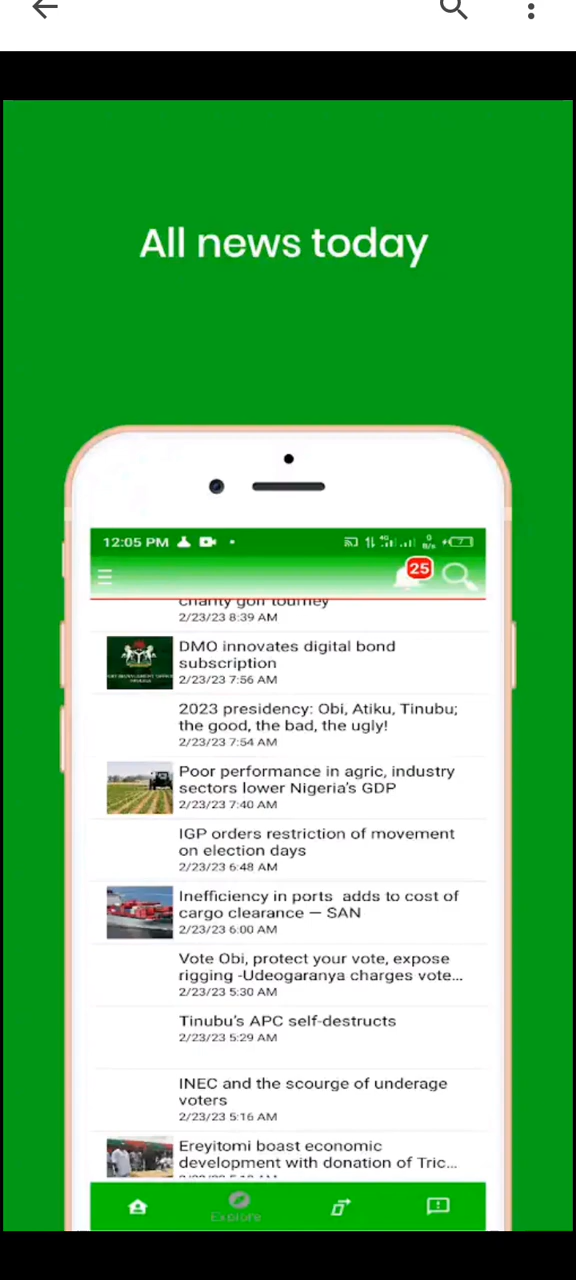 All news today
12:05 PM
25
charity golf tourney
2/23/23 8:39 AM
DMO innovates digital bond
subscription
2/23/23 7:56 AM
2023 presidency: Obi, Atiku, Tinubu;
the good, the bad, the ugly!
2/23/23 7:54 AM
Poor performance in agric, industry
sectors lower Nigeria's GDP
2/23/23 7:40 AM
IGP orders restriction of movement
on election days
2/23/23 6:48 AM
Inefficiency in ports adds to cost of
cargo clearance — SAN
2/23/23 6:00 AM
Vote Obi, protect your vote, expose
rigging -Udeogaranya charges vote...
2/23/23 5:30 AM
Tinubu's APC self-destructs
2/23/23 5:29 AM
INEC and the scourge of underage
voters
2/23/23 5:16 AM
Ereyitomi boast economic
development with donation of Tric...
Explore